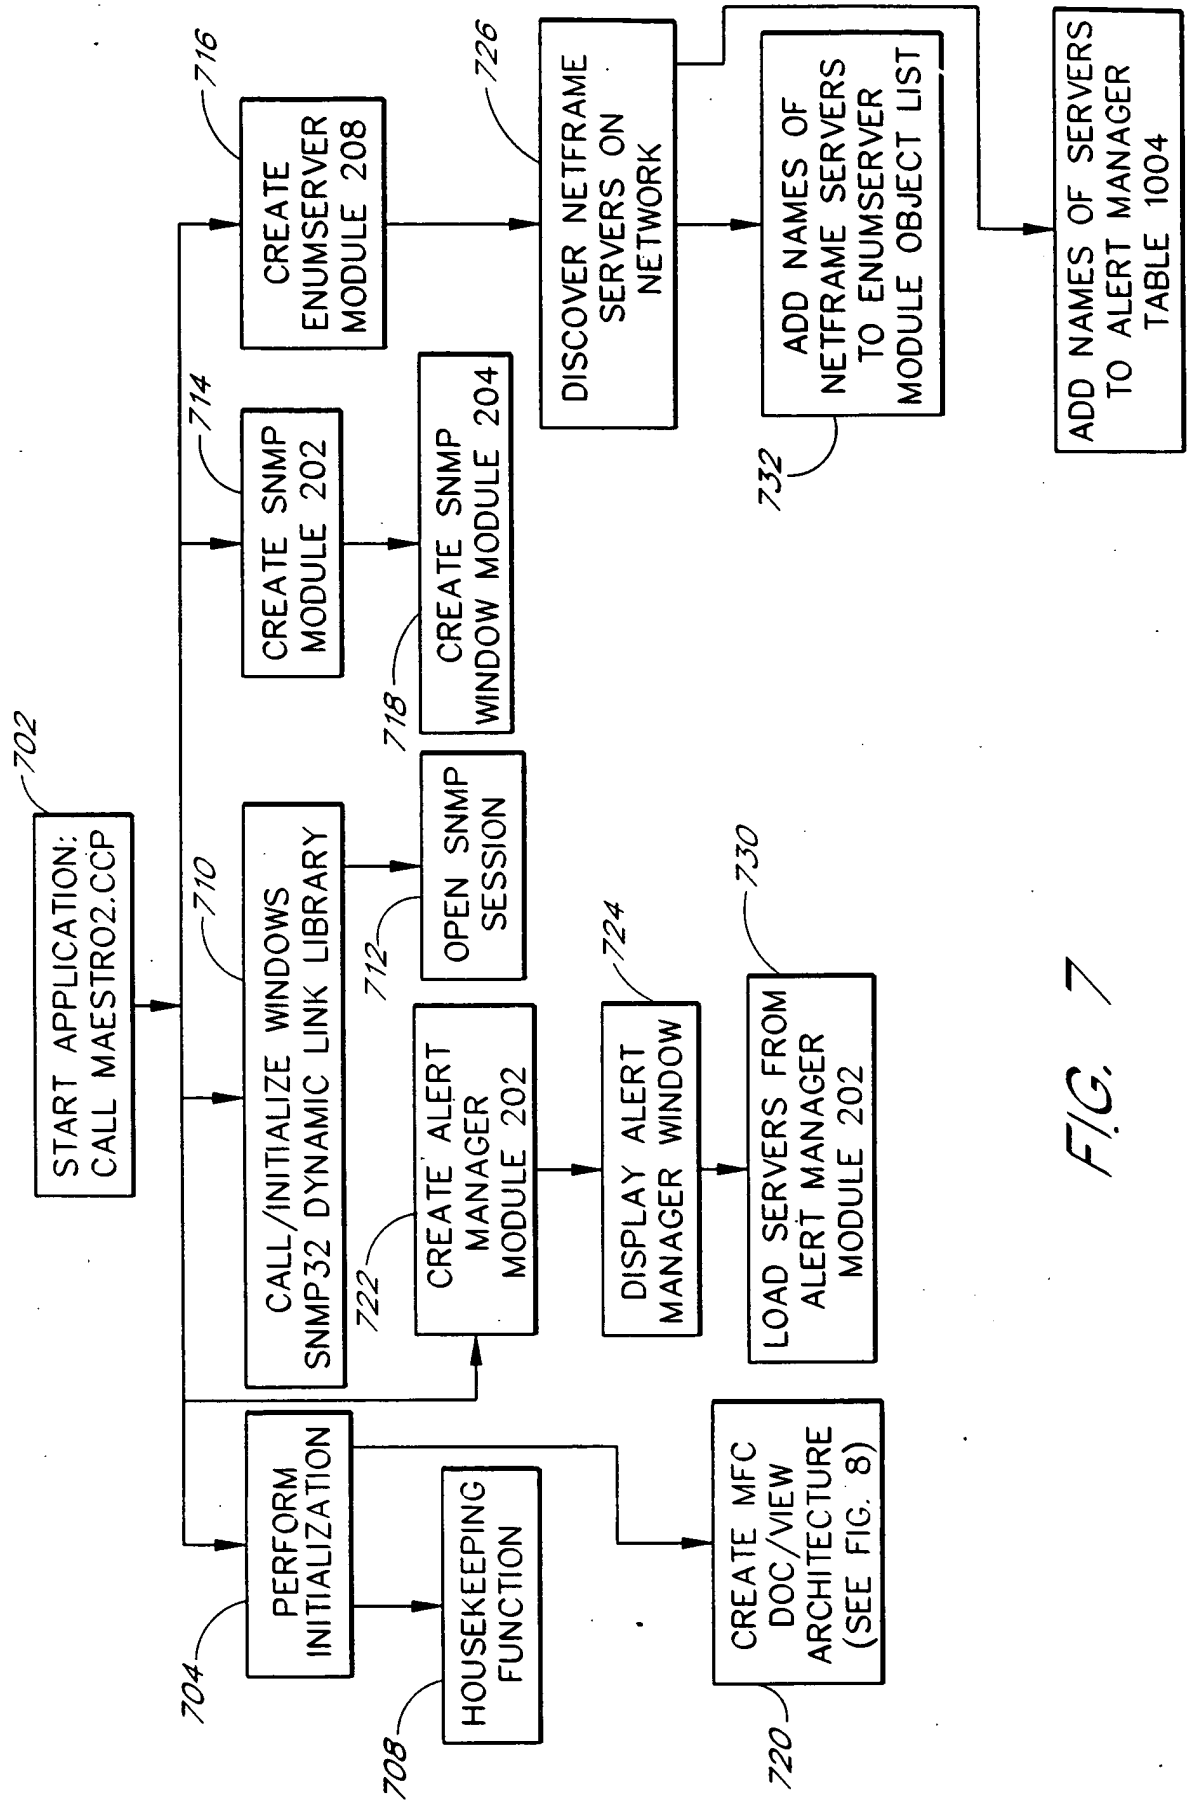 START APPLICATION:
CALL MAESTRO2.CCP
702
PERFORM
INITIALIZATION
704
HOUSEKEEPING
FUNCTION
708
CREATE MFC
DOC/VIEW
ARCHITECTURE
(SEE FIG. 8)
720
CALL/INITIALIZE WINDOWS
SNMP32 DYNAMIC LINK LIBRARY
710
OPEN SNMP
SESSION
712
CREATE ALERT
MANAGER
MODULE 202
722
DISPLAY ALERT
MANAGER WINDOW
724
LOAD SERVERS FROM
ALERT MANAGER
MODULE 202
730
CREATE SNMP
MODULE 202
714
CREATE SNMP
WINDOW MODULE 204
718
CREATE
ENUMSERVER
MODULE 208
716
DISCOVER NETFRAME
SERVERS ON
NETWORK
726
ADD NAMES OF
NETFRAME SERVERS
TO ENUMSERVER
MODULE OBJECT LIST
732
ADD NAMES OF SERVERS
TO ALERT MANAGER
TABLE 1004
FIG. 7